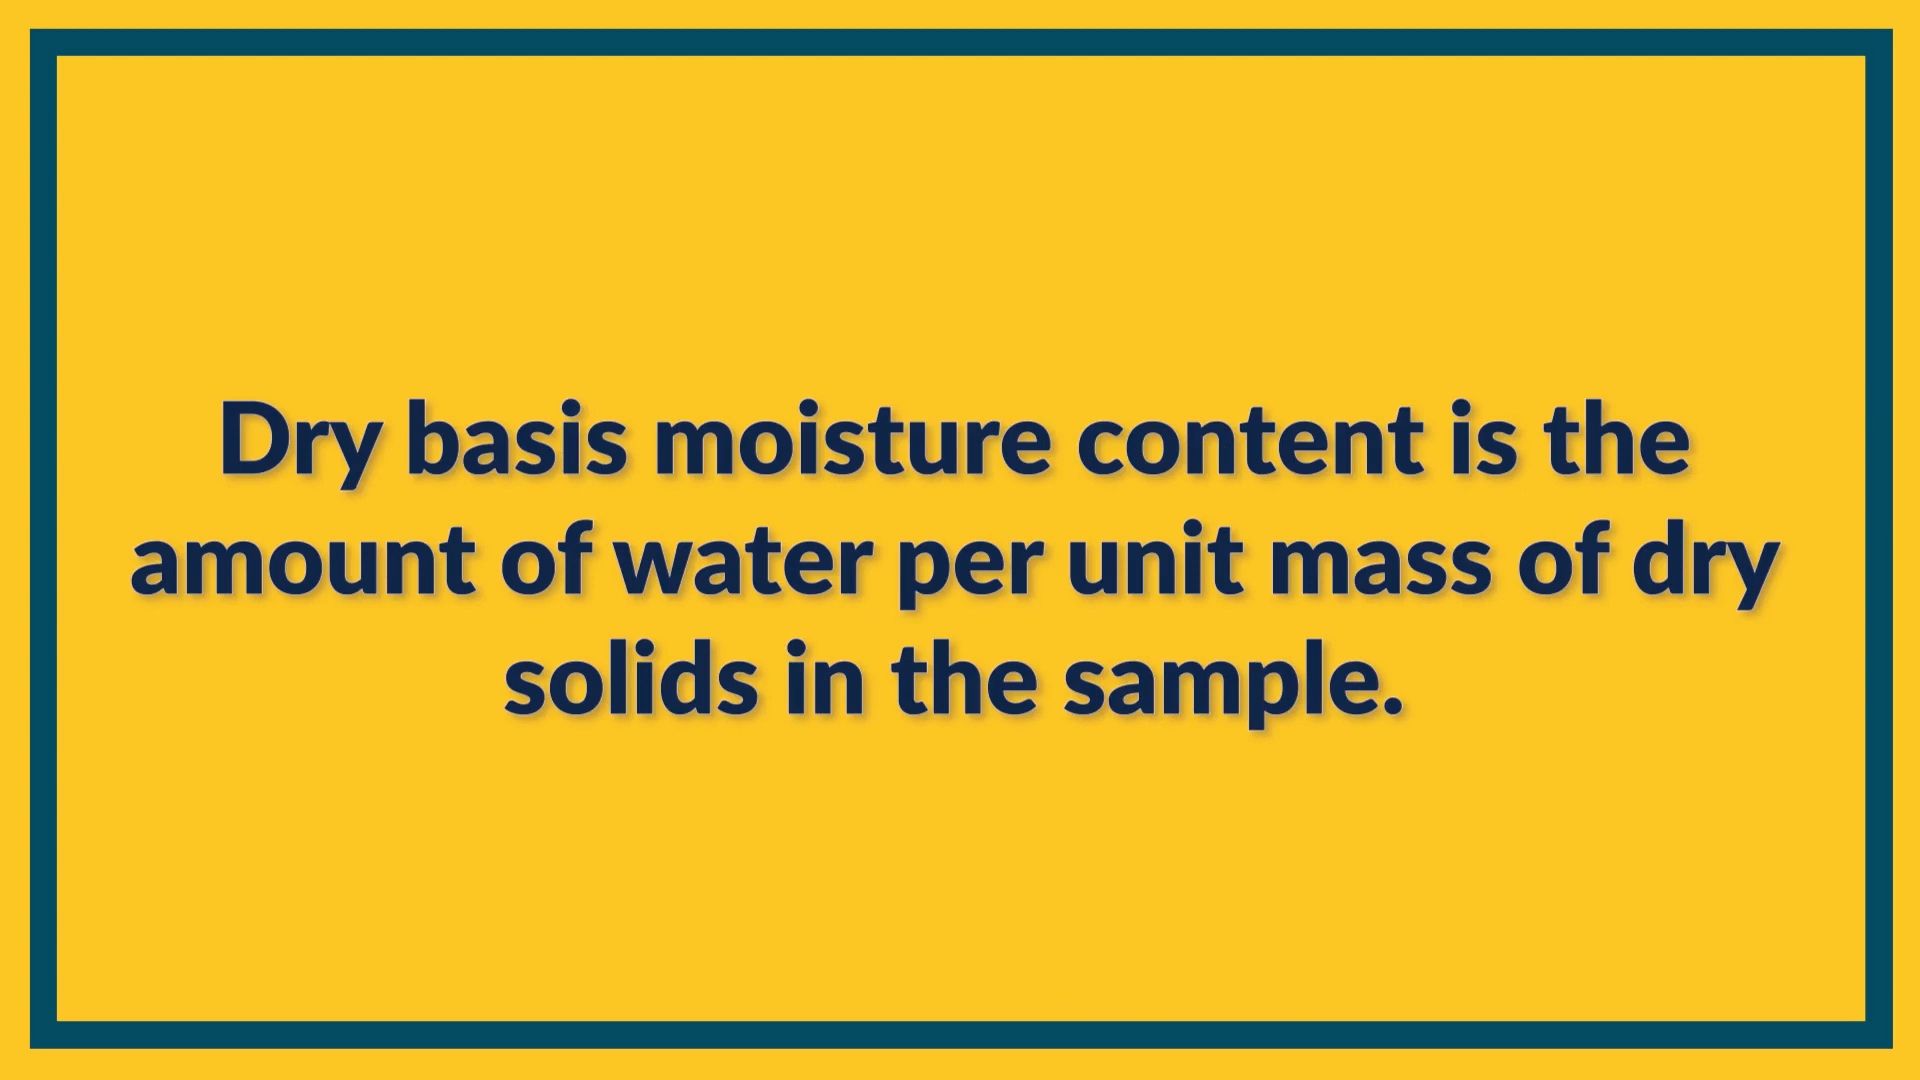 Dry basis moisture content is the
amount of water per unit mass of dry
solids in the sample.